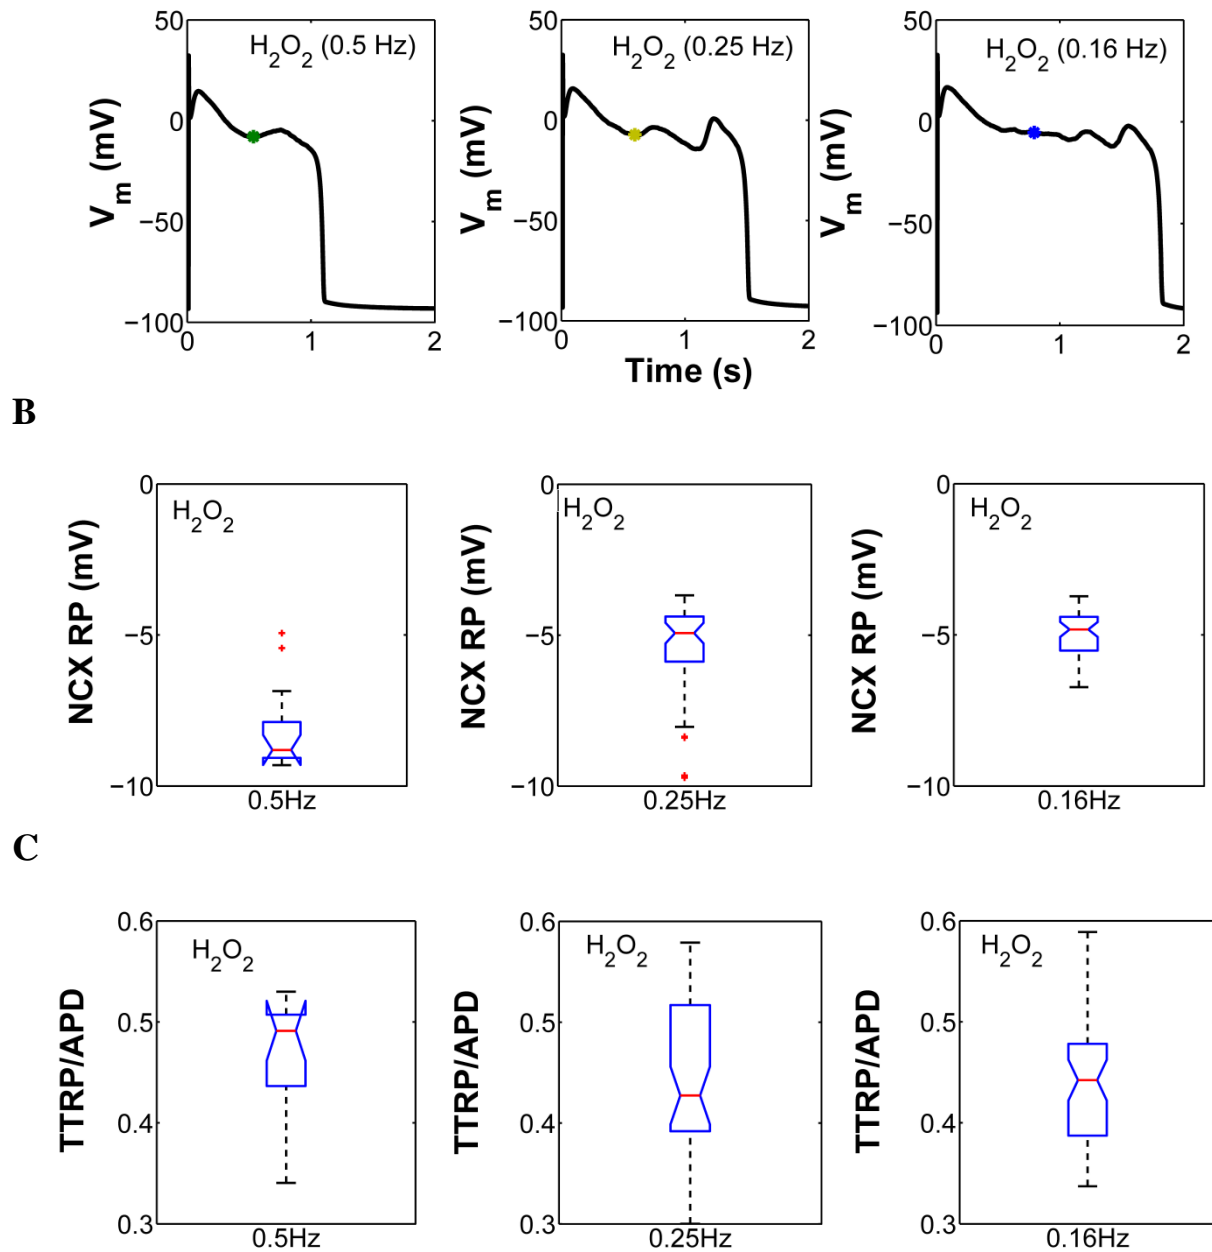 50
0
−50
−100
V_m (mV)
H₂O₂ (0.5 Hz)
0
1
2
50
0
−50
−100
V_m (mV)
H₂O₂ (0.25 Hz)
0
1
2
50
0
−50
−100
V_m (mV)
H₂O₂ (0.16 Hz)
0
1
2
Time (s)
B
0
−5
−10
NCX RP (mV)
H₂O₂
0.5Hz
0
−5
−10
NCX RP (mV)
H₂O₂
0.25Hz
0
−5
−10
NCX RP (mV)
H₂O₂
0.16Hz
C
0.6
0.5
0.4
0.3
TTRP/APD
H₂O₂
0.5Hz
0.6
0.5
0.4
0.3
TTRP/APD
H₂O₂
0.25Hz
0.6
0.5
0.4
0.3
TTRP/APD
H₂O₂
0.16Hz